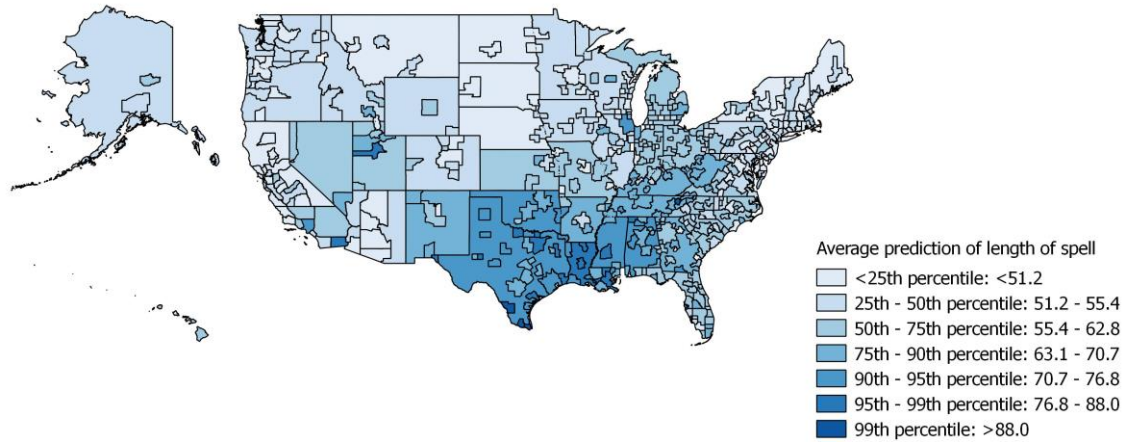 Average prediction of length of spell
<25th percentile: <51.2
25th - 50th percentile: 51.2 - 55.4
50th - 75th percentile: 55.4 - 62.8
75th - 90th percentile: 63.1 - 70.7
90th - 95th percentile: 70.7 - 76.8
95th - 99th percentile: 76.8 - 88.0
99th percentile: >88.0